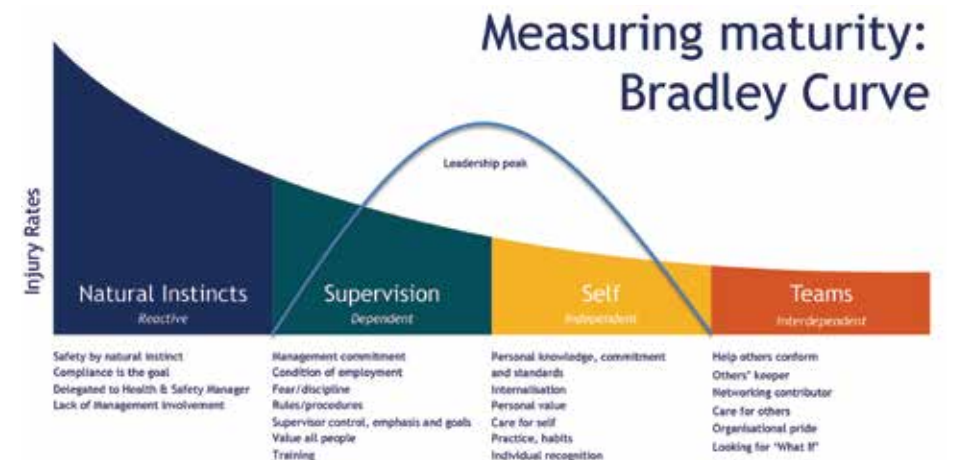 Measuring maturity:
Bradley Curve
Leadership peak
Injury Rates
Natural Instincts
Reactive
Supervision
Dependent
Self
Independent
Teams
Interdependent
Safety by natural instinct
Compliance is the goal
Delegated to Health & Safety Manager
Lack of Management Involvement
Management commitment
Condition of employment
Fear/discipline
Rules/procedures
Supervisor control, emphasis and goals
Value all people
Training
Personal knowledge, commitment
and standards
Internalisation
Personal value
Care for self
Practice, habits
Individual recognition
Help others conform
Others' keeper
Networking contributor
Care for others
Organisational pride
Looking for 'What If'